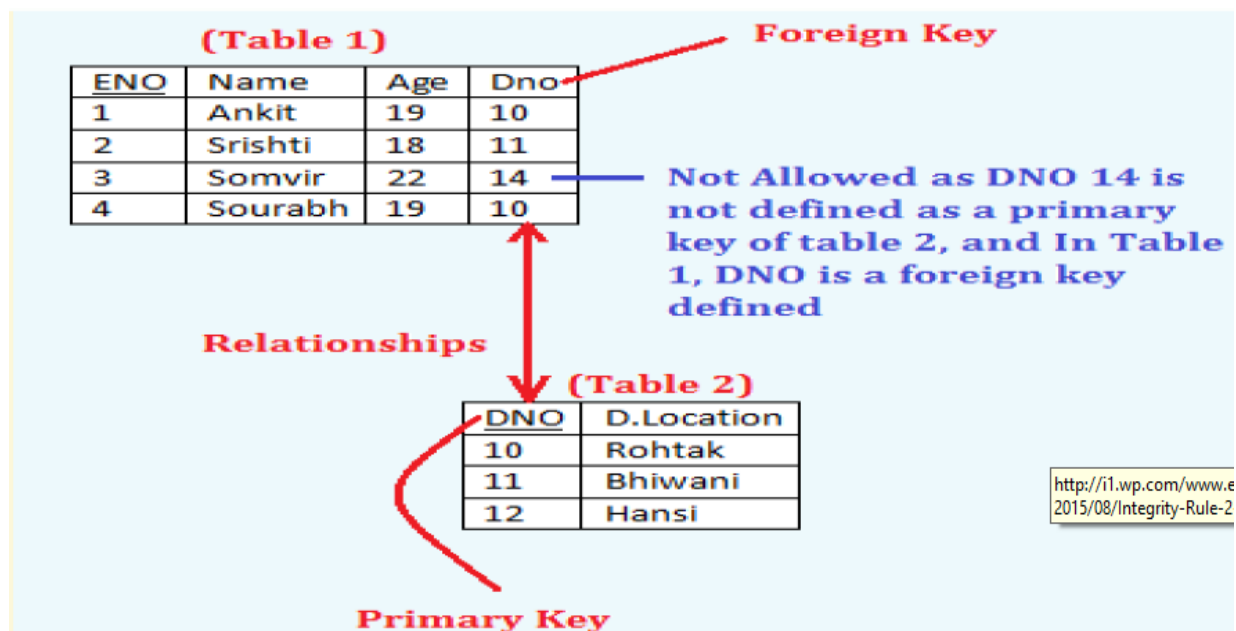 (Table 1)
Foreign Key
ENO Name Age Dno
1 Ankit 19 10
2 Srishti 18 11
3 Somvir 22 14
4 Sourabh 19 10
Not Allowed as DNO 14 is
not defined as a primary
key of table 2, and In Table
1, DNO is a foreign key
defined
Relationships
(Table 2)
DNO D.Location
10 Rohtak
11 Bhiwani
12 Hansi
http://i1.wp.com/www.e
2015/08/Integrity-Rule-2
Primary Key